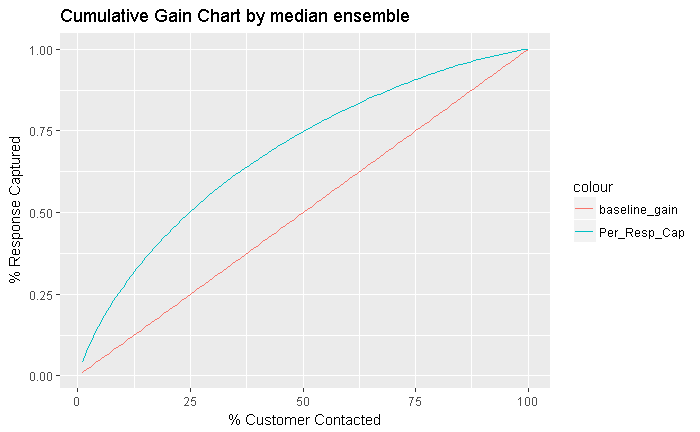 Cumulative Gain Chart by median ensemble
% Response Captured
1.00
0.75
0.50
0.25
0.00
0 25 50 75 100
% Customer Contacted
colour
baseline_gain
Per_Resp_Cap